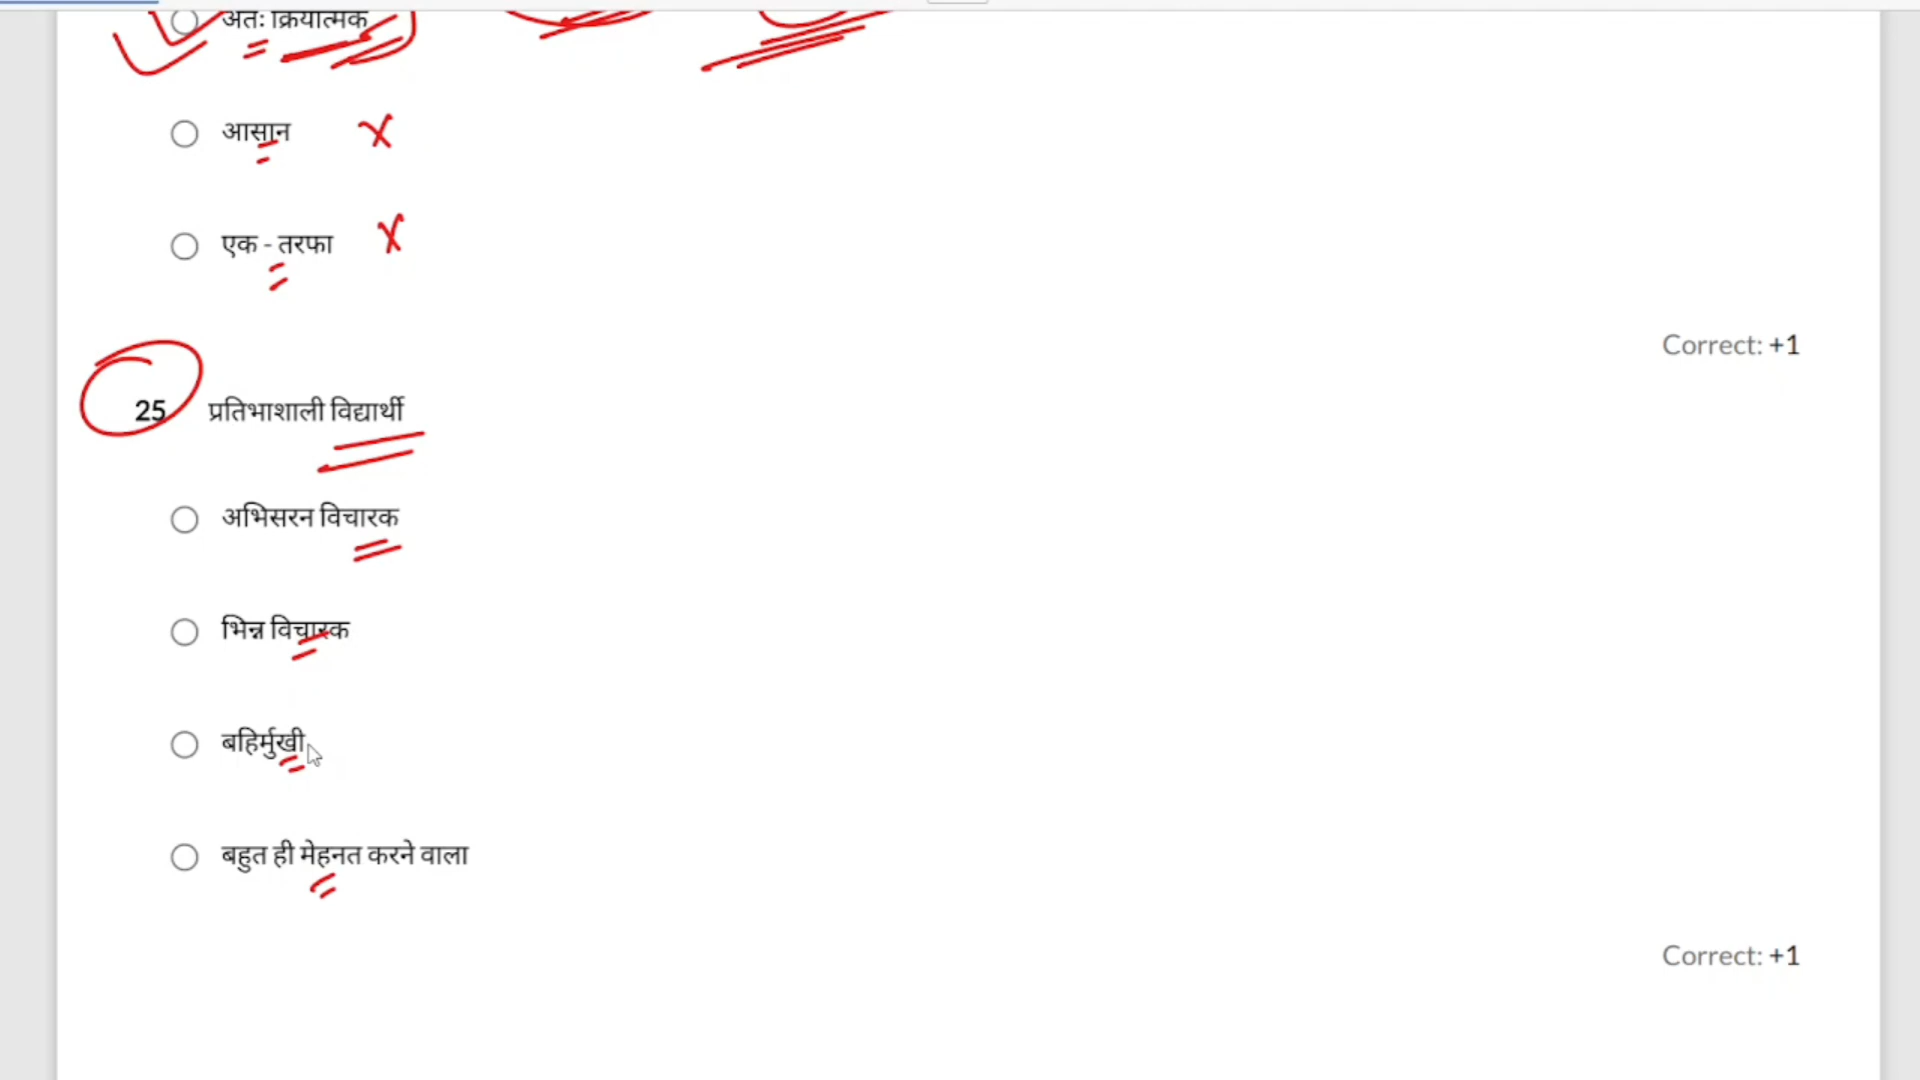 अतः क्रियात्मक
आसान
एक - तरफा
Correct: +1
25 प्रतिभाशाली विद्यार्थी
अभिसरन विचारक
भिन्न विचारक
बहिर्मुखी
बहुत ही मेहनत करने वाला
Correct: +1